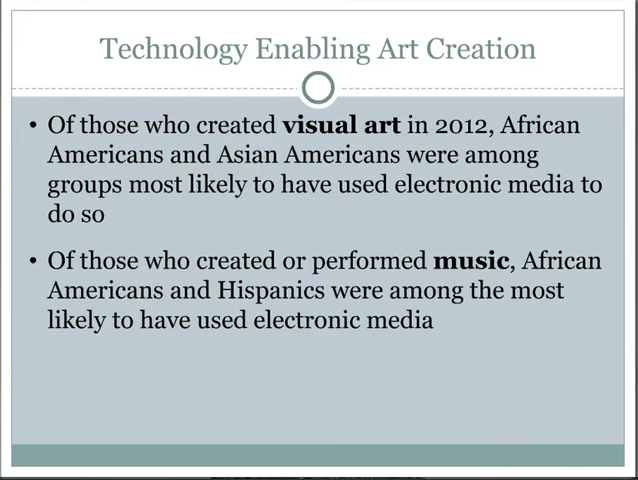 Technology Enabling Art Creation
• Of those who created visual art in 2012, African
Americans and Asian Americans were among
groups most likely to have used electronic media to
do so
• Of those who created or performed music, African
Americans and Hispanics were among the most
likely to have used electronic media